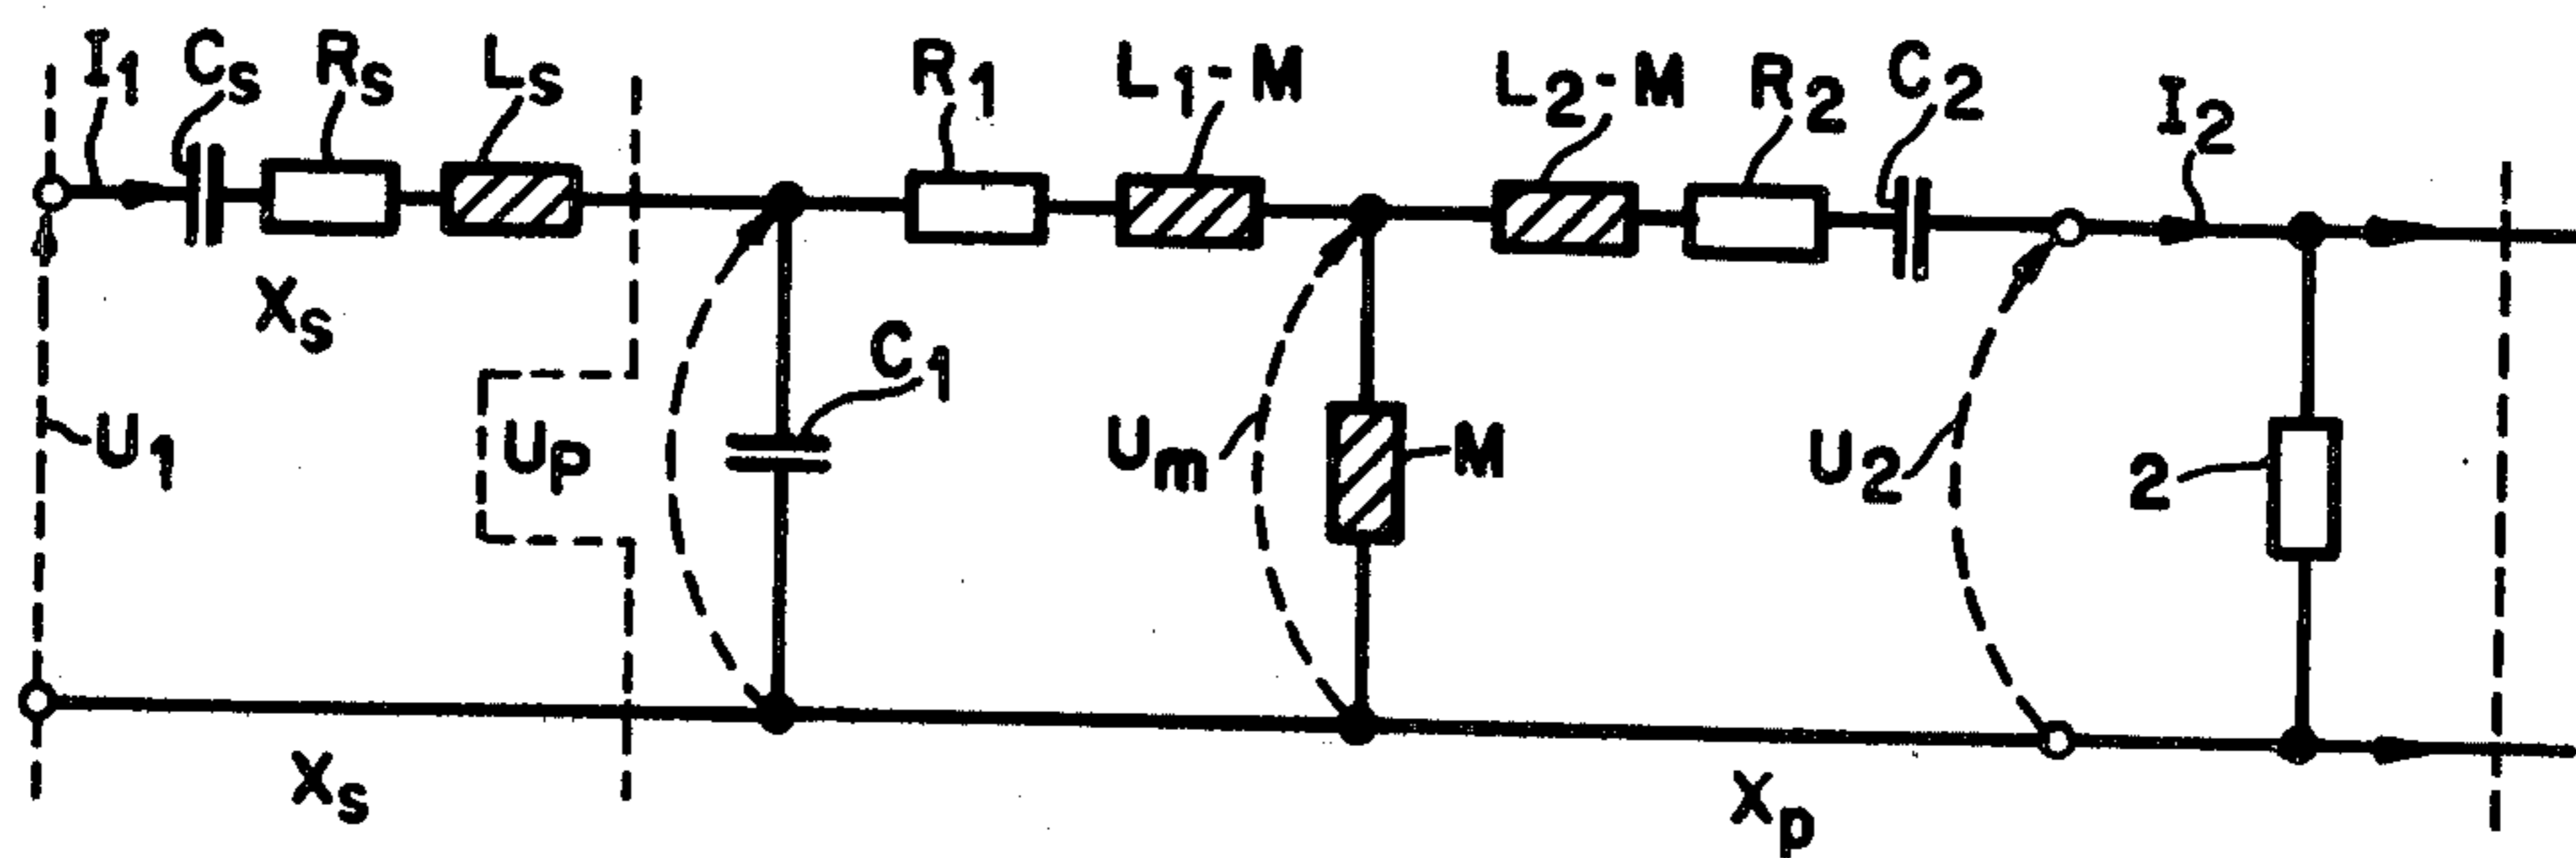 I₁ Cₛ Rₛ Lₛ R₁ L₁-M L₂-M R₂ C₂ I₂
Xₛ
U₁ Uₚ C₁ Uₘ M U₂ 2
Xₛ Xₚ